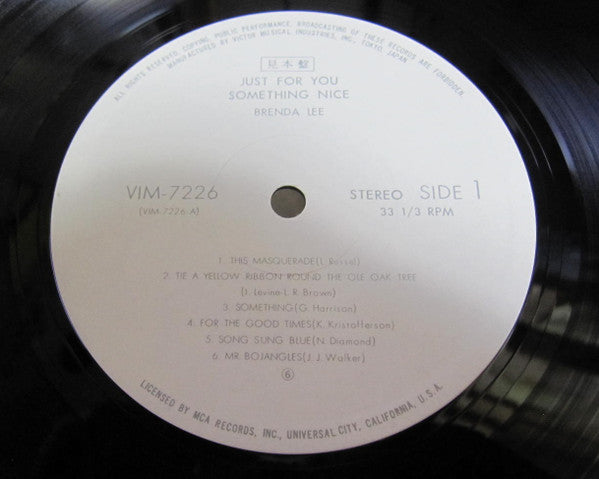 ALL RIGHTS RESERVED, COPYING, PUBLIC PERFORMANCE, BROADCASTING OF THESE RECORDS ARE FORBIDDEN.
MANUFACTURED BY VICTOR MUSICAL INDUSTRIES, INC., TOKYO, JAPAN
見本盤
JUST FOR YOU
SOMETHING NICE
BRENDA LEE
VIM-7226
(VIM-7226-A)
STEREO SIDE 1
33 1/3 RPM
1. THIS MASQUERADE(L. Russel)
2. TIE A YELLOW RIBBON ROUND THE OLE OAK TREE
(I. Levine-L. R. Brown)
3. SOMETHING(G. Harrison)
4. FOR THE GOOD TIMES(K. Kristofferson)
5. SONG SUNG BLUE(N. Diamond)
6. MR. BOJANGLES(J. J. Walker)
⑥
LICENSED BY MCA RECORDS, INC., UNIVERSAL CITY, CALIFORNIA, U.S.A.